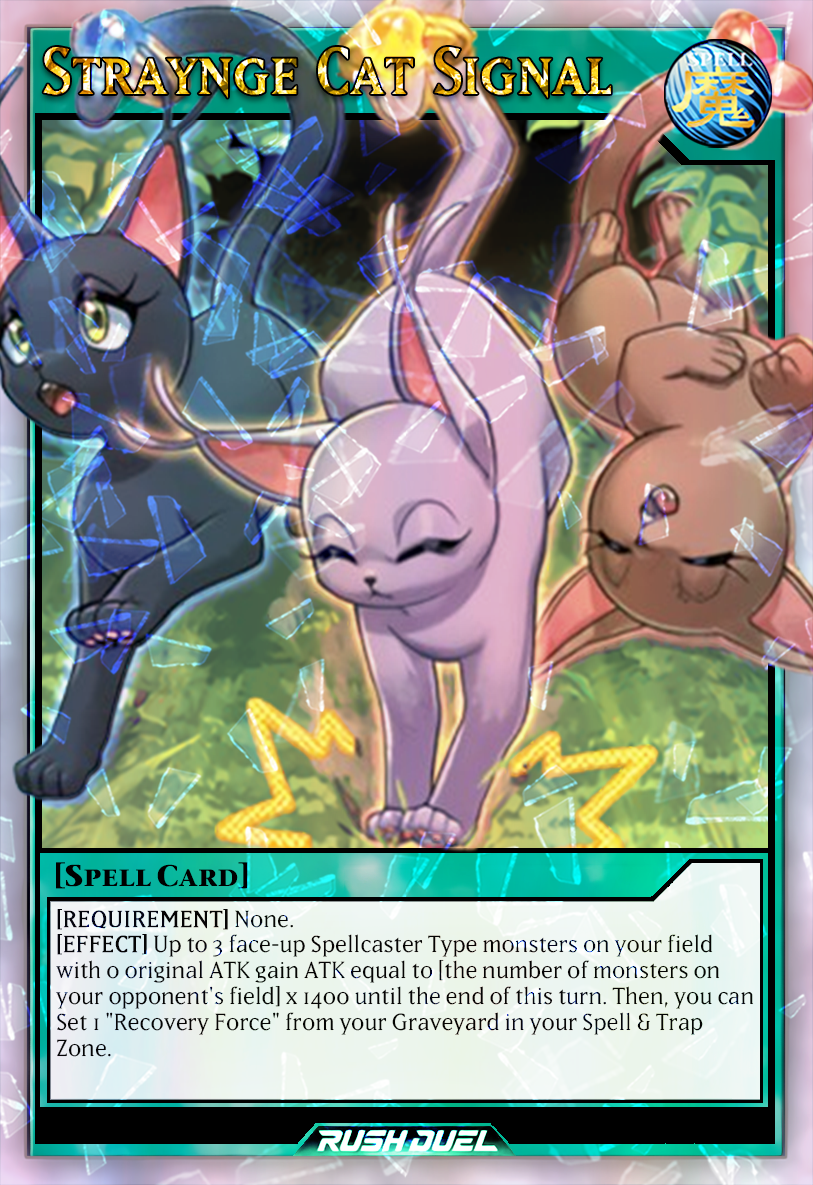 Straynge Cat Signal
SPELL
魔
[Spell Card]
[REQUIREMENT] None.
[EFFECT] Up to 3 face-up Spellcaster Type monsters on your field
with 0 original ATK gain ATK equal to [the number of monsters on
your opponent's field] x 1400 until the end of this turn. Then, you can
Set 1 "Recovery Force" from your Graveyard in your Spell & Trap
Zone.
RUSH DUEL